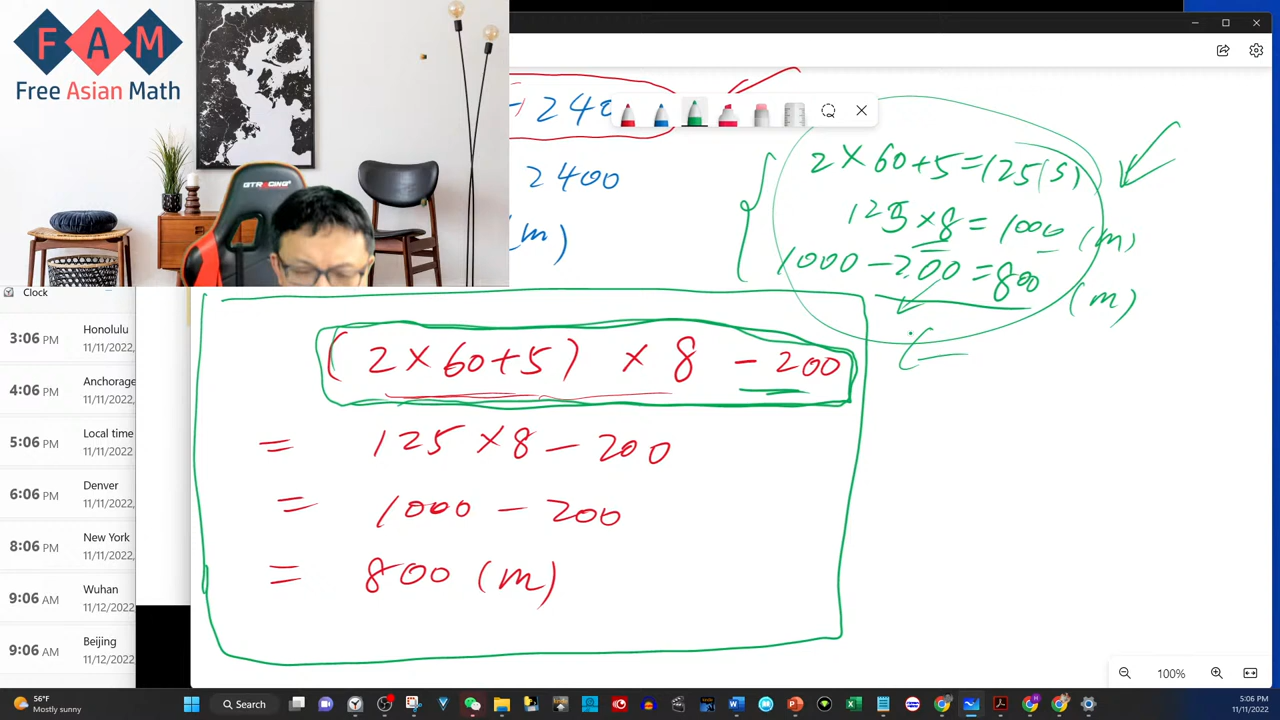 FAM
Free Asian Math
GTRACING
240
2400
(m)
2 × 60 + 5 = 125(s)
125 × 8 = 1000 (m)
1000 - 200 = 800 (m)
(2 × 60 + 5) × 8 - 200
= 125 × 8 - 200
= 1000 - 200
= 800 (m)
Clock
3:06 PM Honolulu
11/11/2022,
4:06 PM Anchorage
11/11/2022,
5:06 PM Local time
11/11/2022,
6:06 PM Denver
11/11/2022,
8:06 PM New York
11/11/2022,
9:06 AM Wuhan
11/12/2022
9:06 AM Beijing
11/12/2022
100%
56°F
Mostly sunny
Search
5:06 PM
11/11/2022